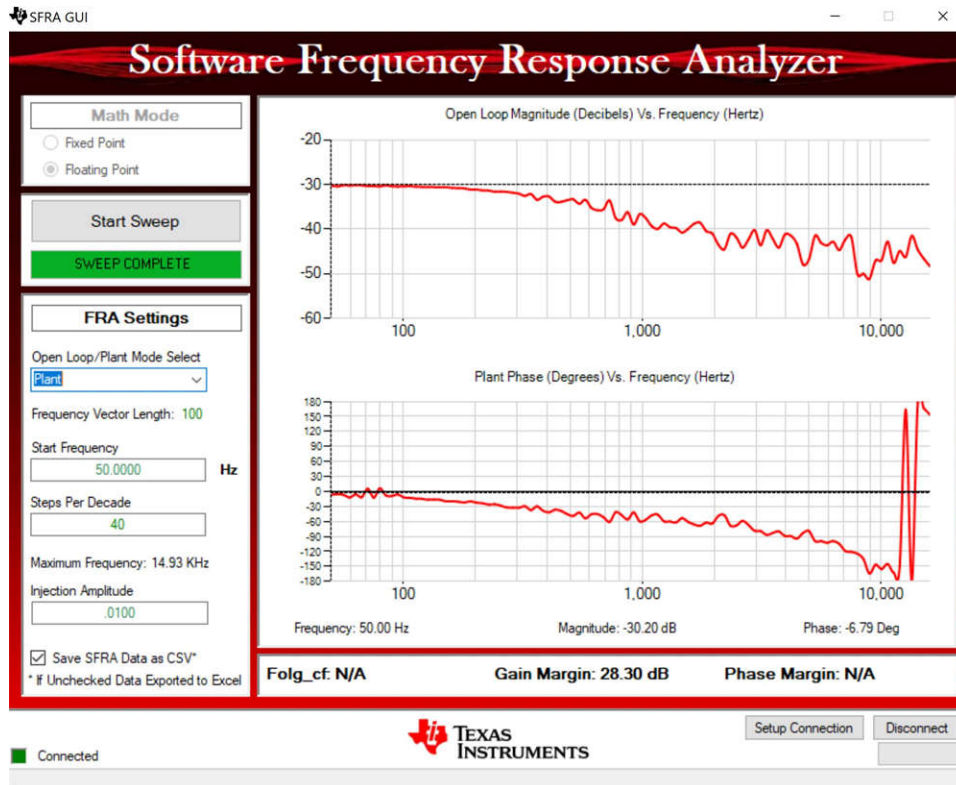 SFRA GUI
Software Frequency Response Analyzer
Math Mode
Fixed Point
Floating Point
Start Sweep
SWEEP COMPLETE
FRA Settings
Open Loop/Plant Mode Select
Plant
Frequency Vector Length: 100
Start Frequency
50.0000 Hz
Steps Per Decade
40
Maximum Frequency: 14.93 KHz
Injection Amplitude
.0100
Save SFRA Data as CSV*
* If Unchecked Data Exported to Excel
Open Loop Magnitude (Decibels) Vs. Frequency (Hertz)
-20
-30
-40
-50
-60
100 1,000 10,000
Plant Phase (Degrees) Vs. Frequency (Hertz)
180
150
120
90
60
30
0
-30
-60
-90
-120
-150
-180
100 1,000 10,000
Frequency: 50.00 Hz Magnitude: -30.20 dB Phase: -6.79 Deg
Folg_cf: N/A Gain Margin: 28.30 dB Phase Margin: N/A
Connected
TEXAS
INSTRUMENTS
Setup Connection Disconnect